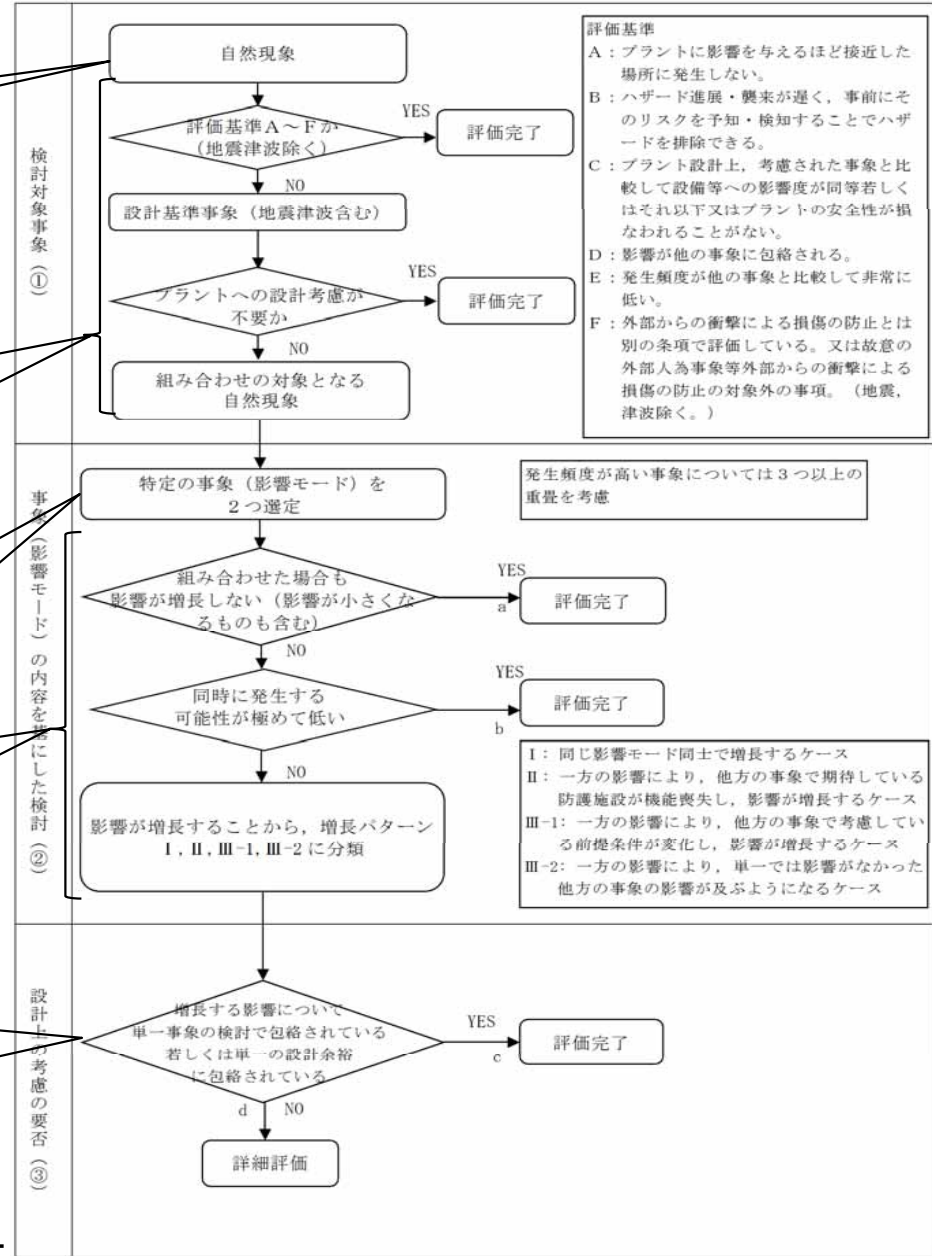 検討対象事象（①）
自然現象
評価基準A～Fか
（地震津波除く）
YES
評価完了
NO
設計基準事象（地震津波含む）
プラントへの設計考慮が
不要か
YES
評価完了
NO
組み合わせの対象となる
自然現象
評価基準
A：プラントに影響を与えるほど接近した
場所に発生しない。
B：ハザード進展・襲来が遅く，事前にそ
のリスクを予知・検知することでハザ
ードを排除できる。
C：プラント設計上，考慮された事象と比
較して設備等への影響度が同等若しく
はそれ以下又はプラントの安全性が損
なわれることがない。
D：影響が他の事象に包絡される。
E：発生頻度が他の事象と比較して非常に
低い。
F：外部からの衝撃による損傷の防止とは
別の条項で評価している。又は故意の
外部人為事象等外部からの衝撃による
損傷の防止の対象外の事項。（地震，
津波除く。）
事象（影響モード）の内容を基にした検討（②）
特定の事象（影響モード）を
2つ選定
発生頻度が高い事象については3つ以上の
重畳を考慮
組み合わせた場合も
影響が増長しない（影響が小さくな
るものも含む）
YES
a
評価完了
NO
同時に発生する
可能性が極めて低い
YES
b
評価完了
NO
影響が増長することから，増長パターン
Ⅰ，Ⅱ，Ⅲ-1，Ⅲ-2に分類
Ⅰ：同じ影響モード同士で増長するケース
Ⅱ：一方の影響により，他方の事象で期待している
防護施設が機能喪失し，影響が増長するケース
Ⅲ-1：一方の影響により，他方の事象で考慮してい
る前提条件が変化し，影響が増長するケース
Ⅲ-2：一方の影響により，単一では影響がなかった
他方の事象の影響が及ぶようになるケース
設計上の考慮の要否（③）
増長する影響について
単一事象の検討で包絡されている
若しくは単一の設計余裕
に包絡されている
YES
c
評価完了
d
NO
詳細評価